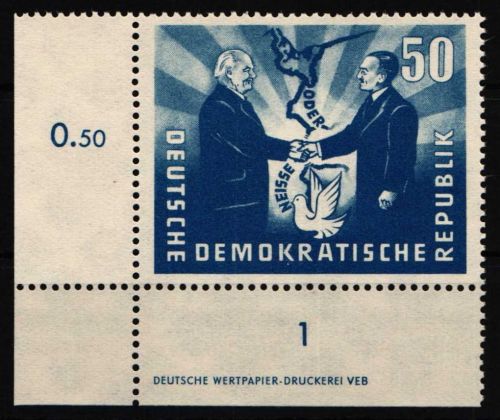 50
ODER
NEISSE
0.50
DEUTSCHE
DEMOKRATISCHE
REPUBLIK
1
DEUTSCHE WERTPAPIER-DRUCKEREI VEB